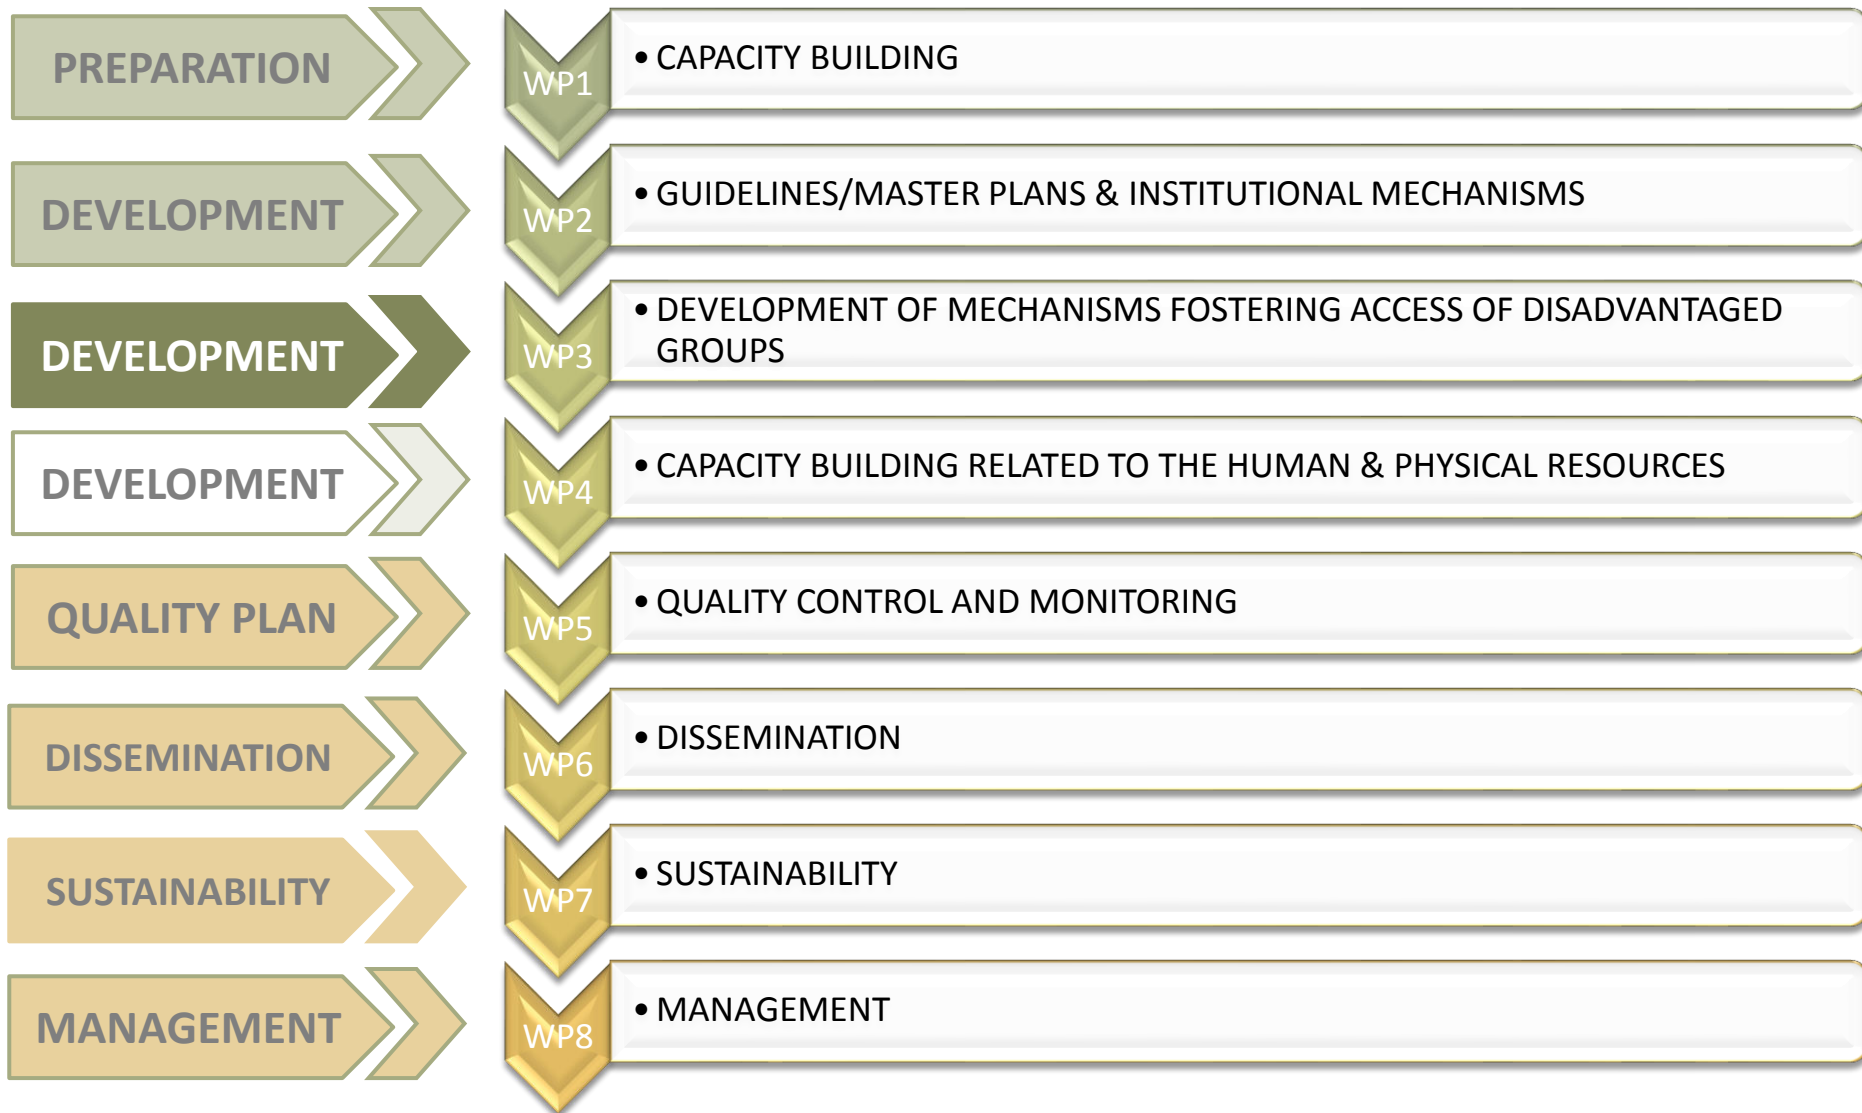 PREPARATION
WP1
• CAPACITY BUILDING
DEVELOPMENT
WP2
• GUIDELINES/MASTER PLANS & INSTITUTIONAL MECHANISMS
DEVELOPMENT
WP3
• DEVELOPMENT OF MECHANISMS FOSTERING ACCESS OF DISADVANTAGED
GROUPS
DEVELOPMENT
WP4
• CAPACITY BUILDING RELATED TO THE HUMAN & PHYSICAL RESOURCES
QUALITY PLAN
WP5
• QUALITY CONTROL AND MONITORING
DISSEMINATION
WP6
• DISSEMINATION
SUSTAINABILITY
WP7
• SUSTAINABILITY
MANAGEMENT
WP8
• MANAGEMENT